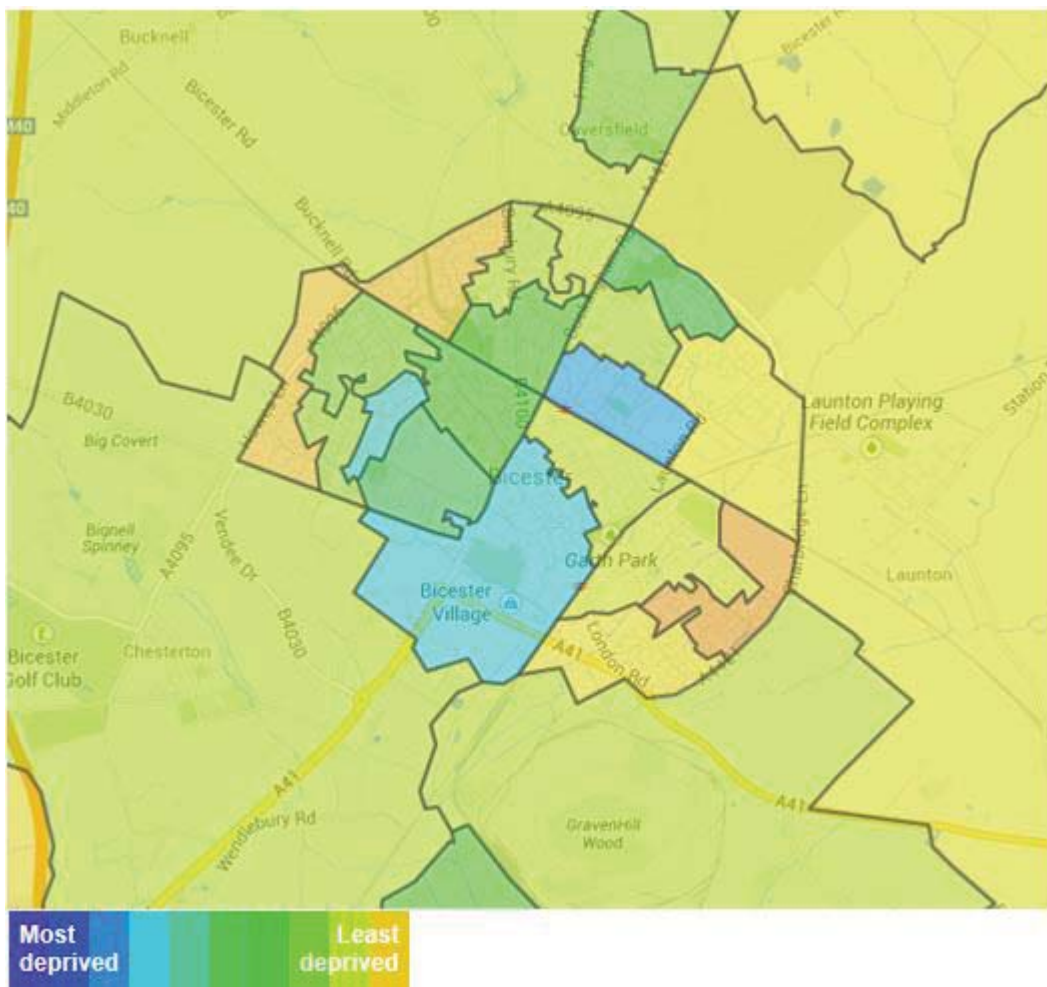 Bucknell
Middleton Rd
Bicester Rd
M40
40
Caversfield
A4095
Bucknell Rd
A4095
B4030
Big Covert
B4100
Launton Playing
Field Complex
Bicester
Bignell
Spinney
Vendee Dr
A4095
Garth Park
Launton
Bicester
Village
B4030
Chesterton
Bicester
Golf Club
A41
London Rd
A41
Wendlebury Rd
GravenHill
Wood
A41
Most
deprived
Least
deprived